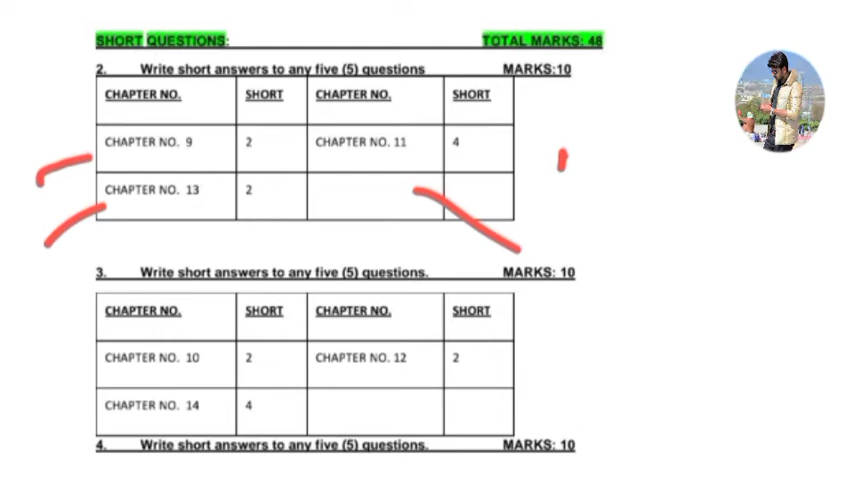 SHORT QUESTIONS: TOTAL MARKS: 48
2. Write short answers to any five (5) questions MARKS:10
CHAPTER NO. SHORT CHAPTER NO. SHORT
CHAPTER NO. 9 2 CHAPTER NO. 11 4
CHAPTER NO. 13 2
3. Write short answers to any five (5) questions. MARKS: 10
CHAPTER NO. SHORT CHAPTER NO. SHORT
CHAPTER NO. 10 2 CHAPTER NO. 12 2
CHAPTER NO. 14 4
4. Write short answers to any five (5) questions. MARKS: 10